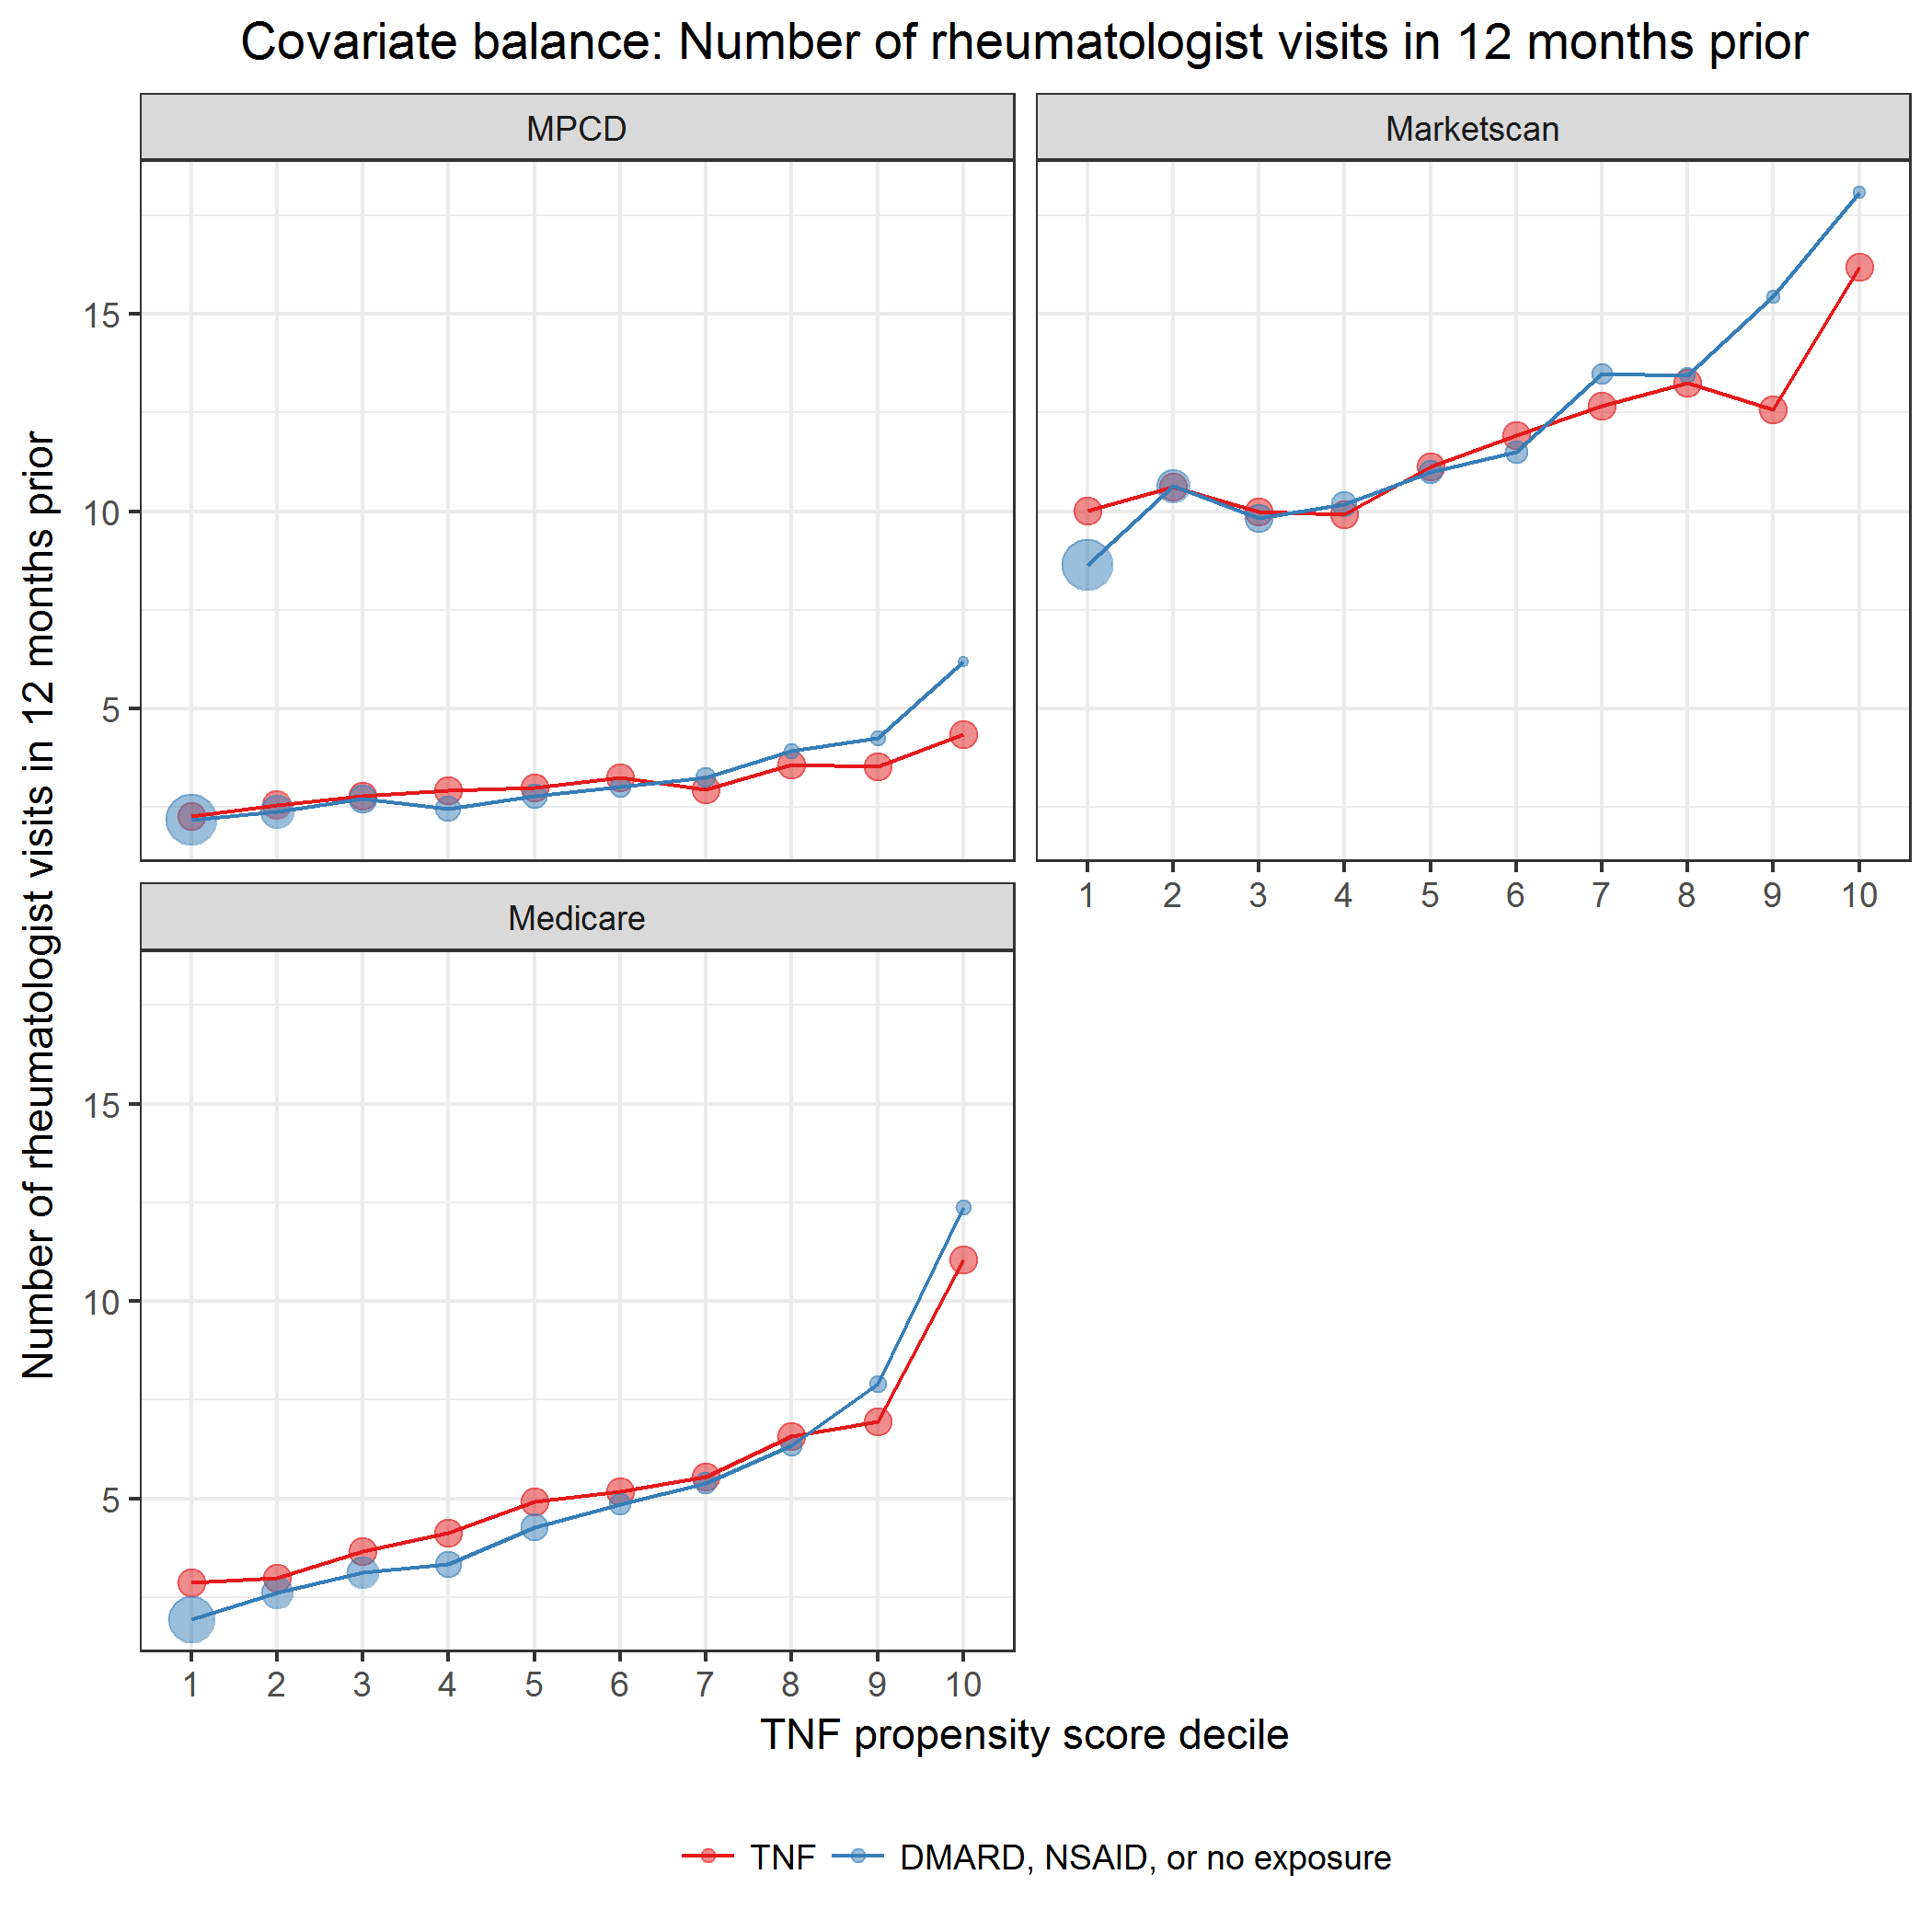 Covariate balance: Number of rheumatologist visits in 12 months prior
MPCD
Marketscan
15
10
5
1 2 3 4 5 6 7 8 9 10
Medicare
15
10
5
1 2 3 4 5 6 7 8 9 10
Number of rheumatologist visits in 12 months prior
TNF propensity score decile
TNF
DMARD, NSAID, or no exposure